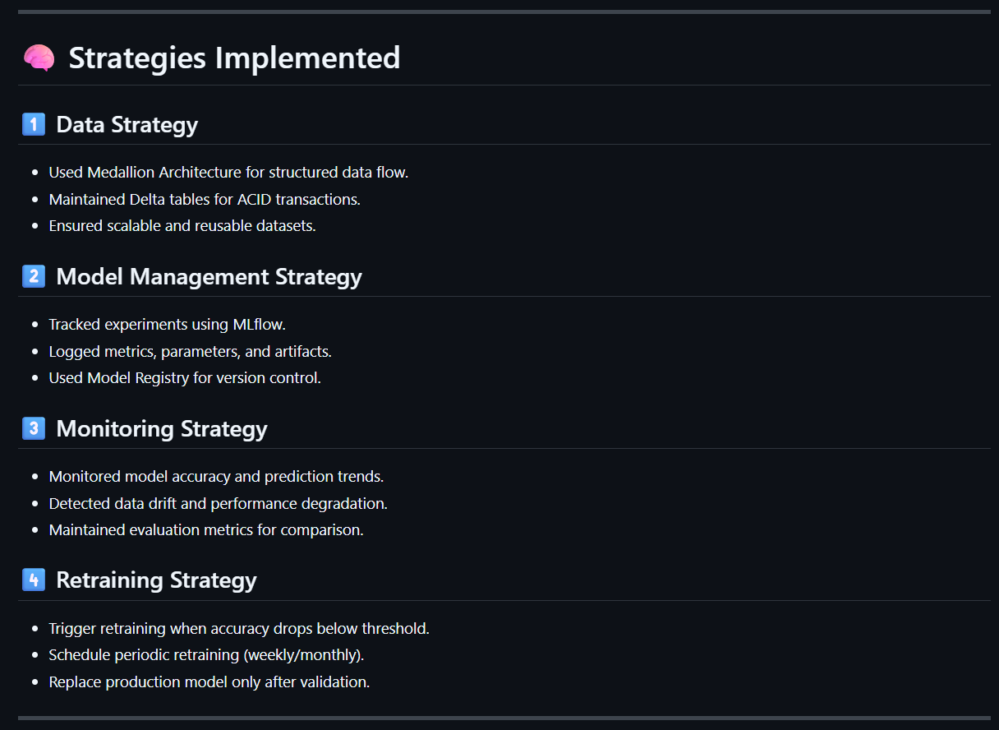 🧠 Strategies Implemented
1️⃣ Data Strategy
• Used Medallion Architecture for structured data flow.
• Maintained Delta tables for ACID transactions.
• Ensured scalable and reusable datasets.
2️⃣ Model Management Strategy
• Tracked experiments using MLflow.
• Logged metrics, parameters, and artifacts.
• Used Model Registry for version control.
3️⃣ Monitoring Strategy
• Monitored model accuracy and prediction trends.
• Detected data drift and performance degradation.
• Maintained evaluation metrics for comparison.
4️⃣ Retraining Strategy
• Trigger retraining when accuracy drops below threshold.
• Schedule periodic retraining (weekly/monthly).
• Replace production model only after validation.